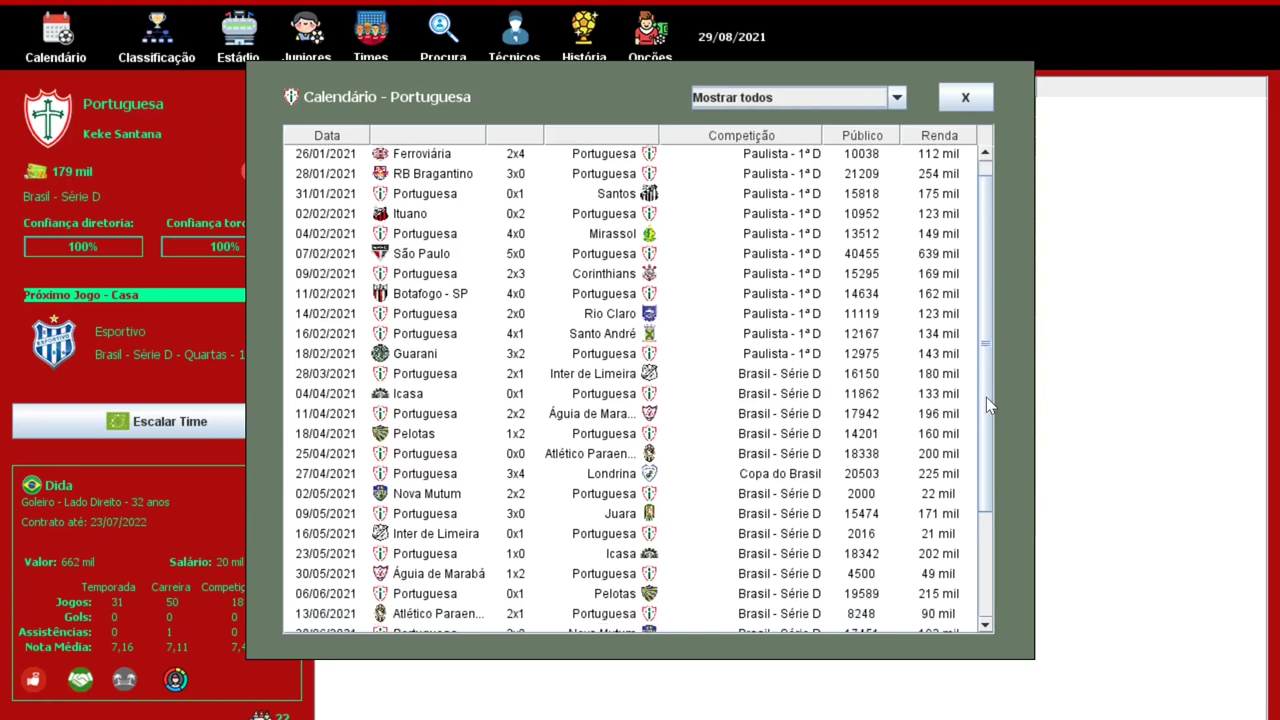 Calendário Classificação Estádio Juniores Times Procura Técnicos História Opções 29/08/2021
Portuguesa
Keke Santana
179 mil
Brasil - Série D
Confiança diretoria: Confiança torc
100% 100%
Próximo Jogo - Casa
Esportivo
Brasil - Série D - Quartas - 1
Escalar Time
Dida
Goleiro - Lado Direito - 32 anos
Contrato até: 23/07/2022
Valor: 662 mil Salário: 20 mil
Temporada Carreira Competiç
Jogos: 31 50 18
Gols: 0 0 0
Assistências: 0 1 0
Nota Média: 7,16 7,11 7,4
22
Calendário - Portuguesa Mostrar todos X
Data Competição Público Renda
26/01/2021 Ferroviária 2x4 Portuguesa Paulista - 1ª D 10038 112 mil
28/01/2021 RB Bragantino 3x0 Portuguesa Paulista - 1ª D 21209 254 mil
31/01/2021 Portuguesa 0x1 Santos Paulista - 1ª D 15818 175 mil
02/02/2021 Ituano 0x2 Portuguesa Paulista - 1ª D 10952 123 mil
04/02/2021 Portuguesa 4x0 Mirassol Paulista - 1ª D 13512 149 mil
07/02/2021 São Paulo 5x0 Portuguesa Paulista - 1ª D 40455 639 mil
09/02/2021 Portuguesa 2x3 Corinthians Paulista - 1ª D 15295 169 mil
11/02/2021 Botafogo - SP 4x0 Portuguesa Paulista - 1ª D 14634 162 mil
14/02/2021 Portuguesa 2x0 Rio Claro Paulista - 1ª D 11119 123 mil
16/02/2021 Portuguesa 4x1 Santo André Paulista - 1ª D 12167 134 mil
18/02/2021 Guarani 3x2 Portuguesa Paulista - 1ª D 12975 143 mil
28/03/2021 Portuguesa 2x1 Inter de Limeira Brasil - Série D 16150 180 mil
04/04/2021 Icasa 0x1 Portuguesa Brasil - Série D 11862 133 mil
11/04/2021 Portuguesa 2x2 Águia de Mara... Brasil - Série D 17942 196 mil
18/04/2021 Pelotas 1x2 Portuguesa Brasil - Série D 14201 160 mil
25/04/2021 Portuguesa 0x0 Atlético Paraen... Brasil - Série D 18338 200 mil
27/04/2021 Portuguesa 3x4 Londrina Copa do Brasil 20503 225 mil
02/05/2021 Nova Mutum 2x2 Portuguesa Brasil - Série D 2000 22 mil
09/05/2021 Portuguesa 3x0 Juara Brasil - Série D 15474 171 mil
16/05/2021 Inter de Limeira 0x1 Portuguesa Brasil - Série D 2016 21 mil
23/05/2021 Portuguesa 1x0 Icasa Brasil - Série D 18342 202 mil
30/05/2021 Águia de Marabá 1x2 Portuguesa Brasil - Série D 4500 49 mil
06/06/2021 Portuguesa 0x1 Pelotas Brasil - Série D 19589 215 mil
13/06/2021 Atlético Paraen... 2x1 Portuguesa Brasil - Série D 8248 90 mil